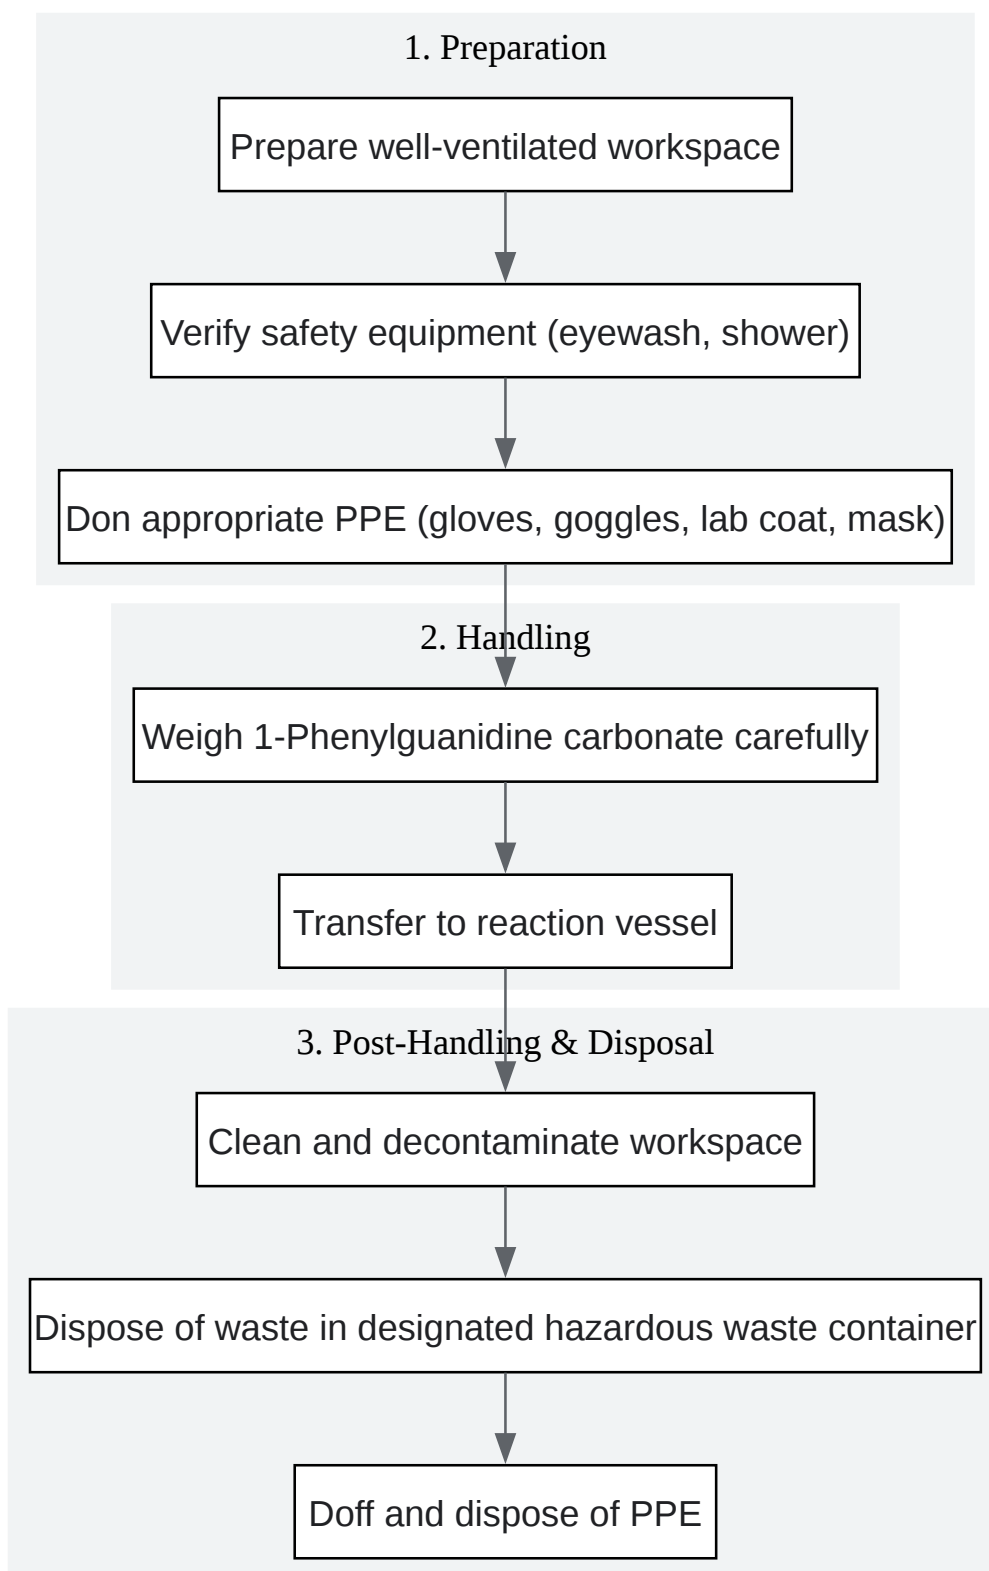 1. Preparation
Prepare well-ventilated workspace
Verify safety equipment (eyewash, shower)
Don appropriate PPE (gloves, goggles, lab coat, mask)
2. Handling
Weigh 1-Phenylguanidine carbonate carefully
Transfer to reaction vessel
3. Post-Handling & Disposal
Clean and decontaminate workspace
Dispose of waste in designated hazardous waste container
Doff and dispose of PPE